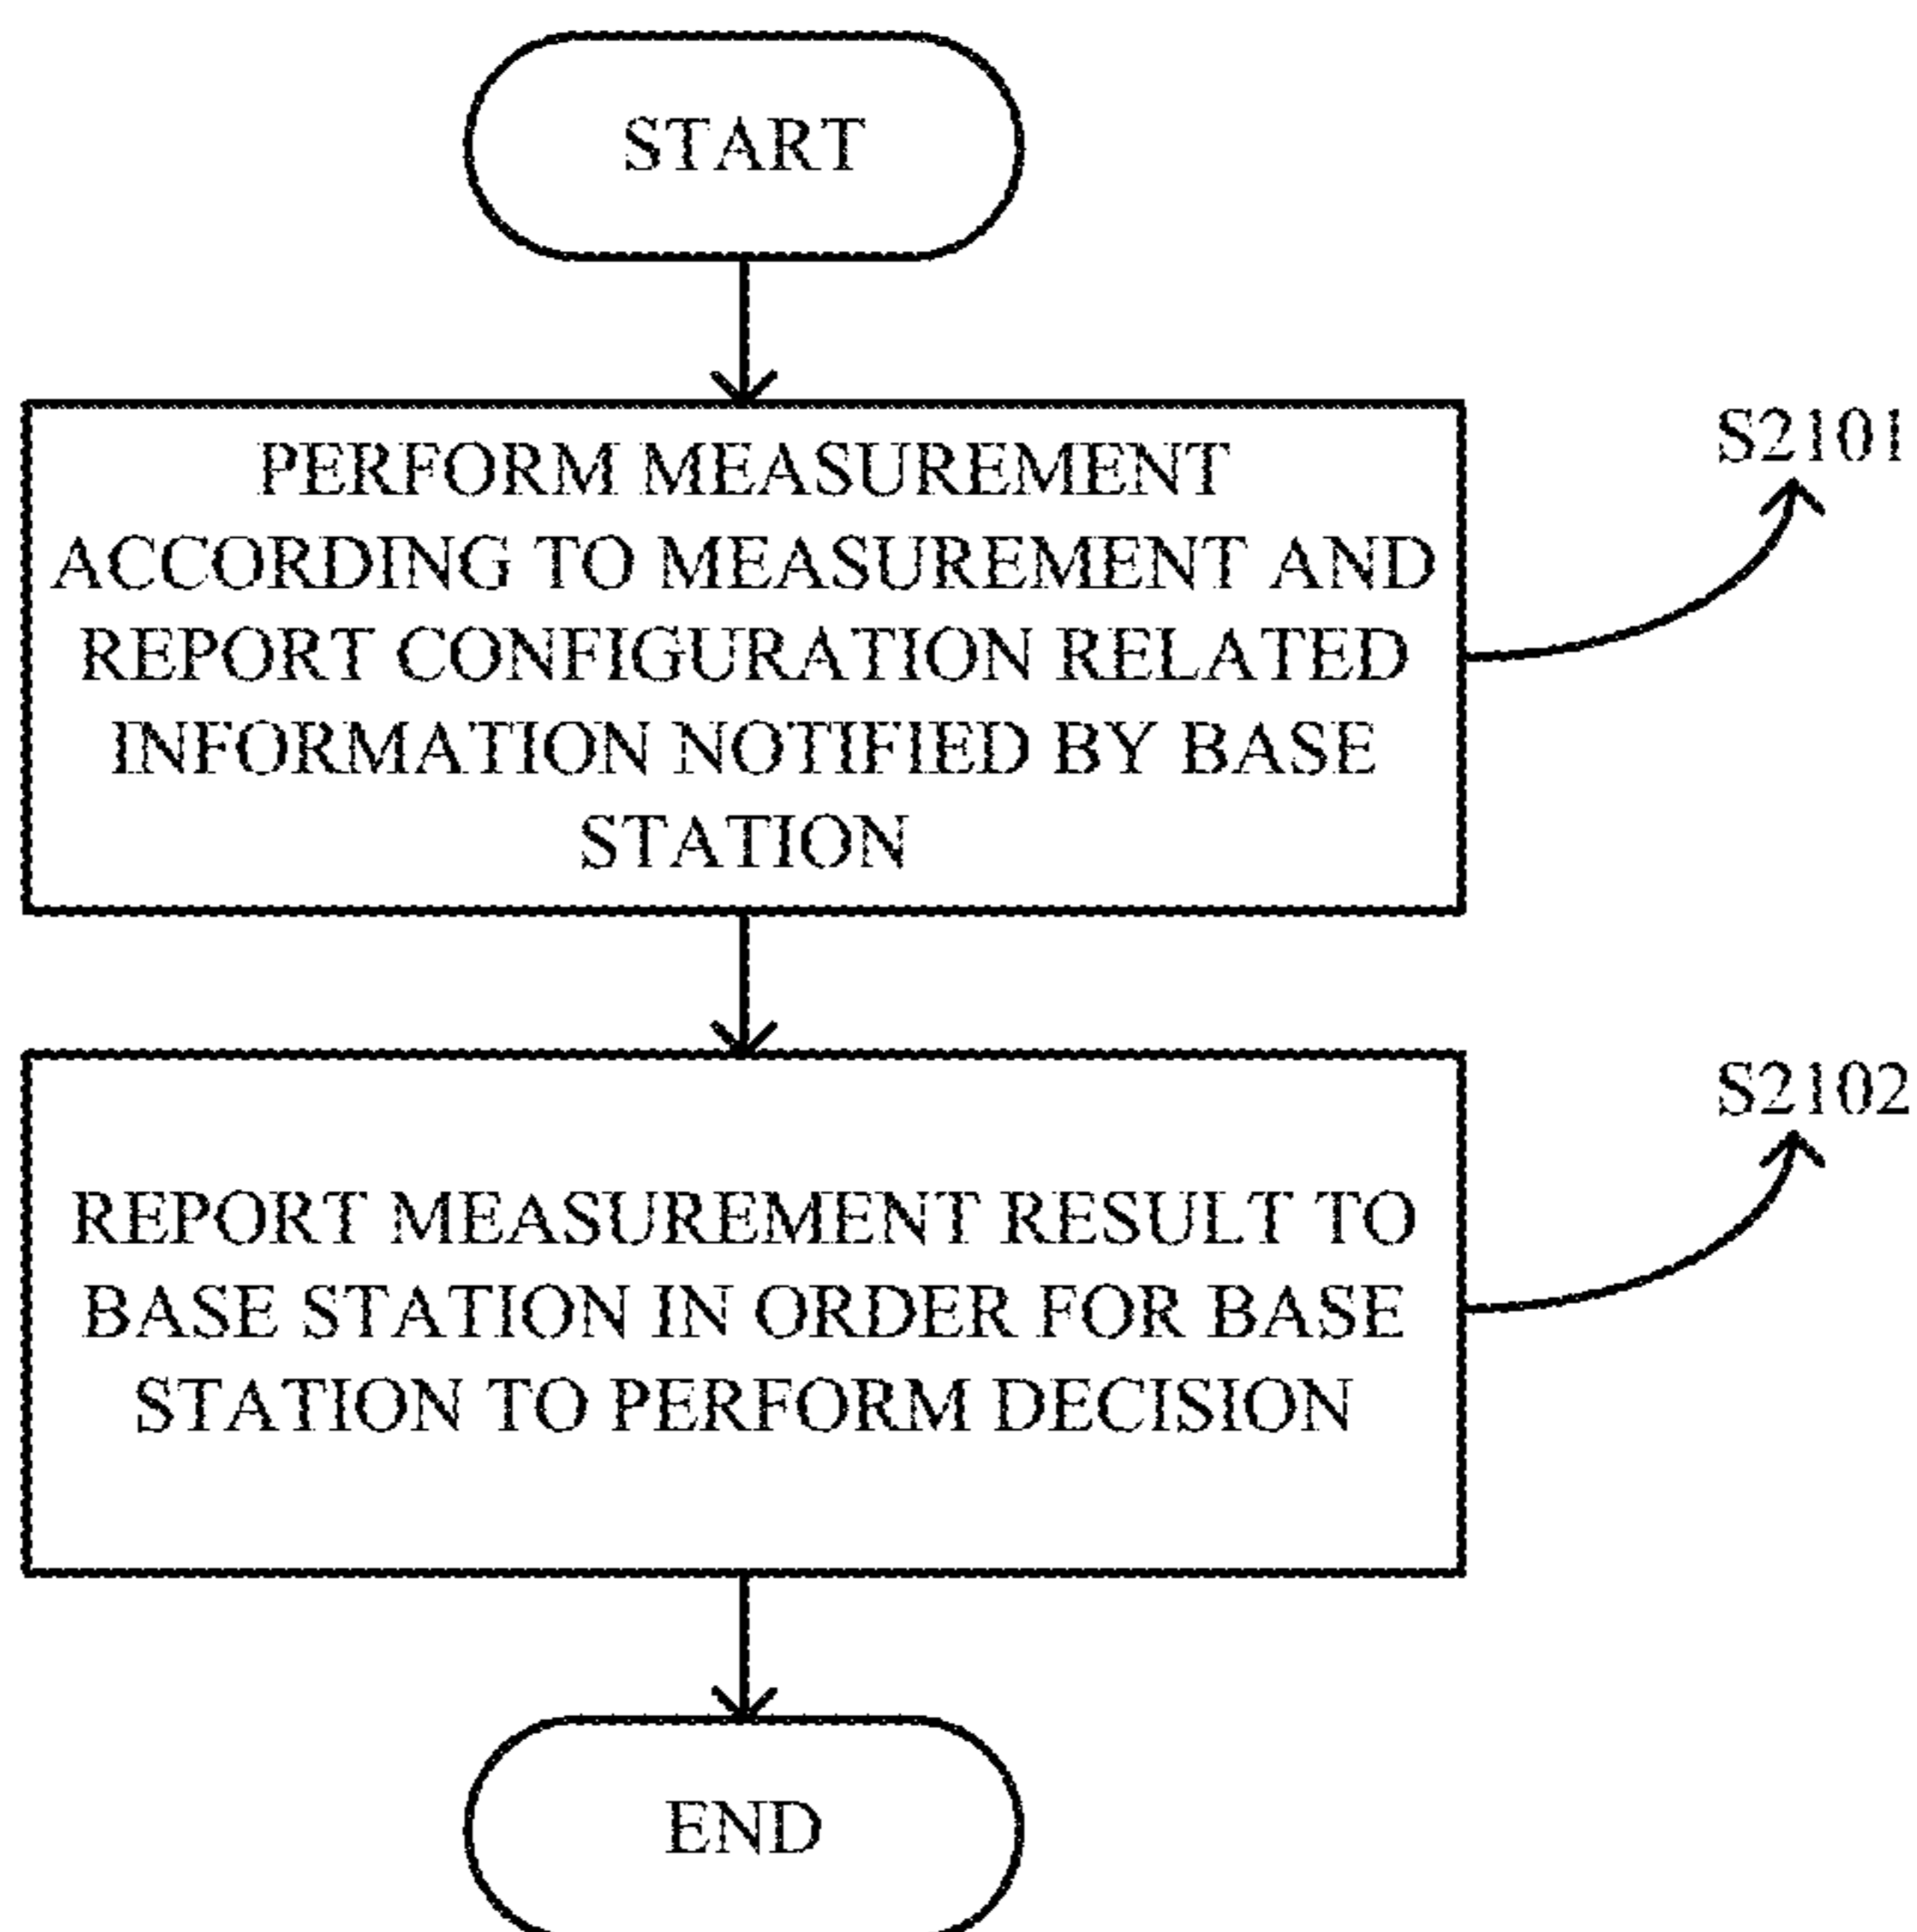 START
PERFORM MEASUREMENT
ACCORDING TO MEASUREMENT AND
REPORT CONFIGURATION RELATED
INFORMATION NOTIFIED BY BASE
STATION
S2101
REPORT MEASUREMENT RESULT TO
BASE STATION IN ORDER FOR BASE
STATION TO PERFORM DECISION
S2102
END